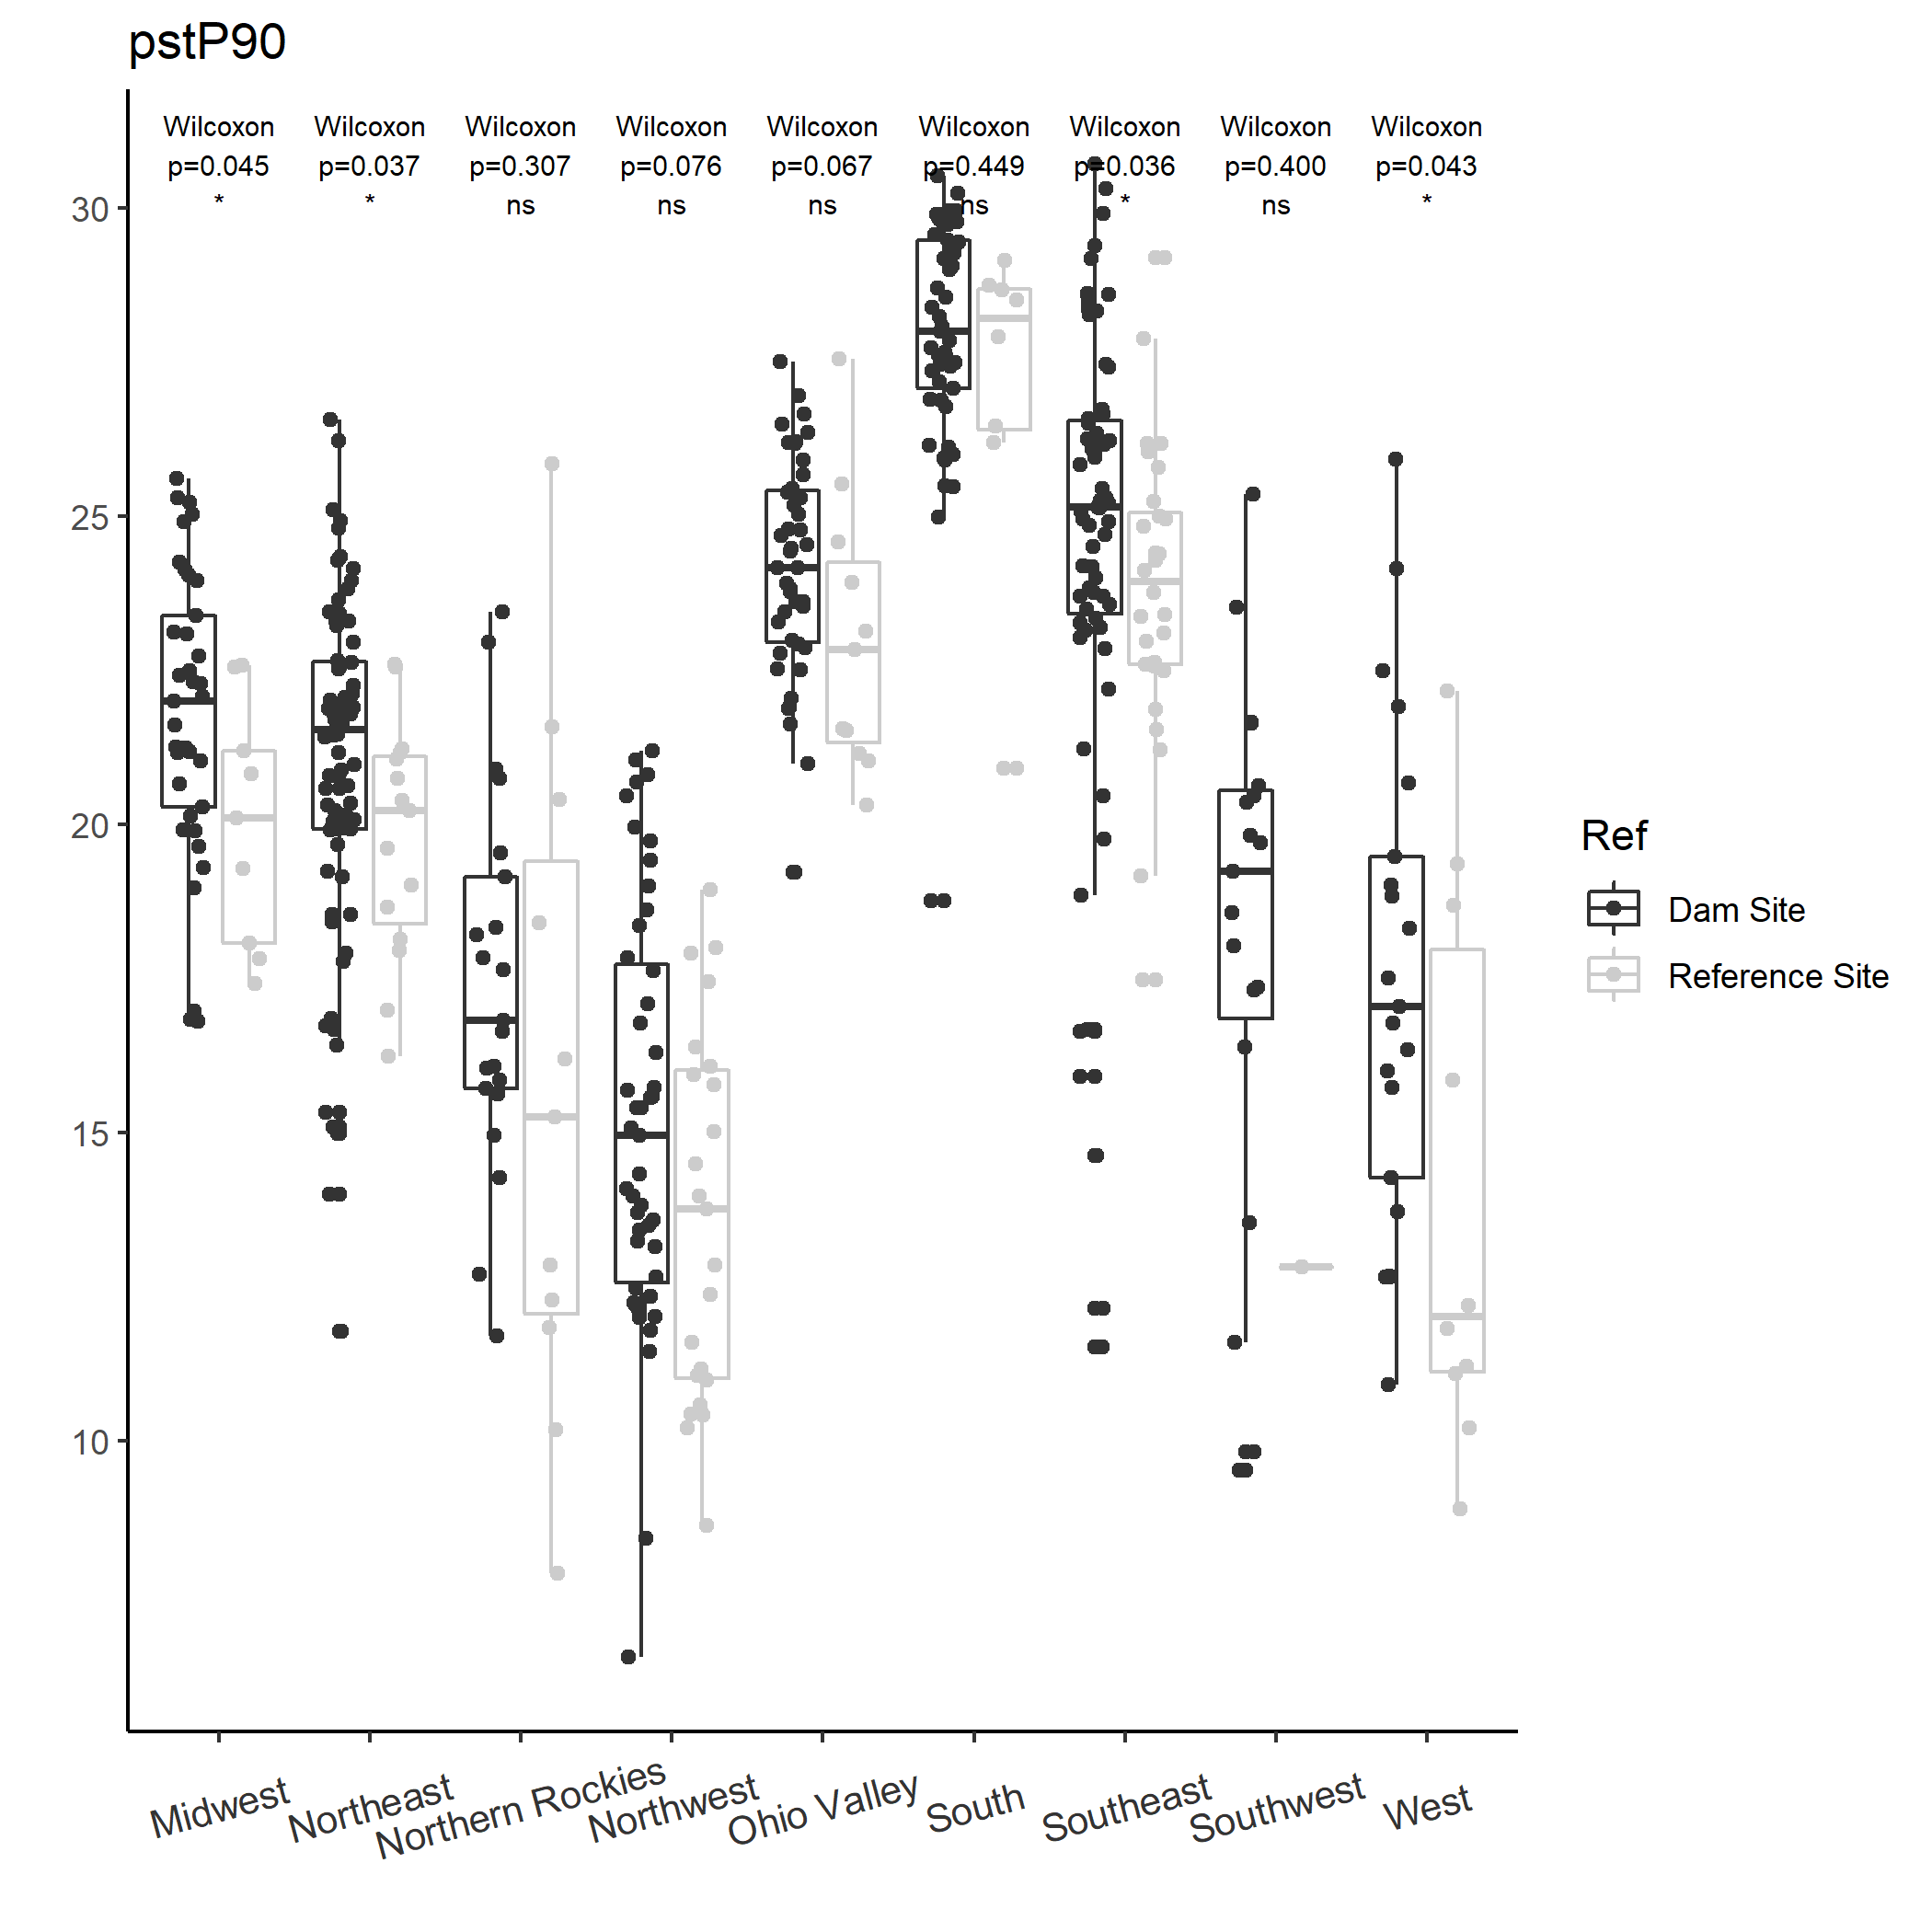 pstP90
Wilcoxon Wilcoxon Wilcoxon Wilcoxon Wilcoxon Wilcoxon Wilcoxon Wilcoxon Wilcoxon
p=0.045 p=0.037 p=0.307 p=0.076 p=0.067 p=0.449 p=0.036 p=0.400 p=0.043
* * ns ns ns ns * ns *
30
25
20
15
10
Ref
Dam Site
Reference Site
Midwest Northeast Northern Rockies Northwest Ohio Valley South Southeast Southwest West